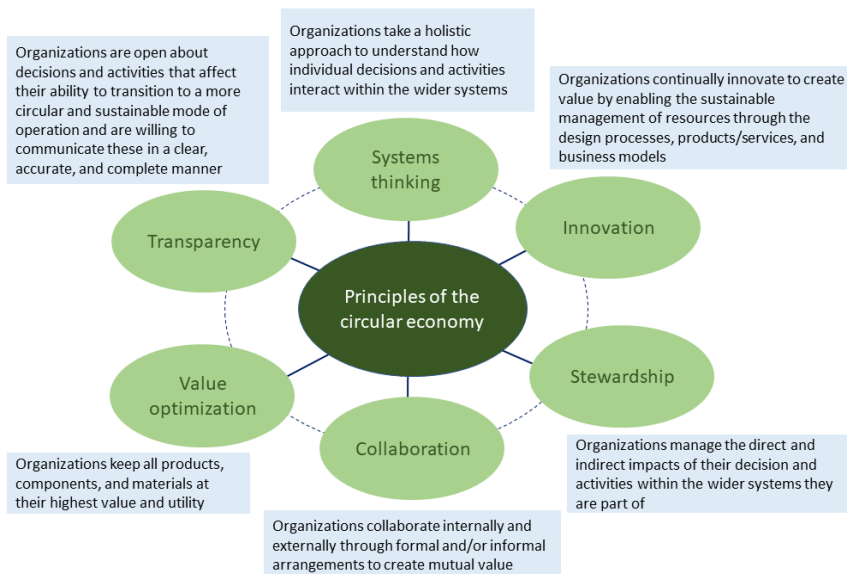 Organizations take a holistic
approach to understand how
individual decisions and activities
interact within the wider systems
Organizations are open about
decisions and activities that affect
their ability to transition to a more
circular and sustainable mode of
operation and are willing to
communicate these in a clear,
accurate, and complete manner
Organizations continually innovate to create
value by enabling the sustainable
management of resources through the
design processes, products/services, and
business models
Systems
thinking
Transparency
Innovation
Principles of the
circular economy
Value
optimization
Stewardship
Collaboration
Organizations keep all products,
components, and materials at
their highest value and utility
Organizations manage the direct and
indirect impacts of their decision and
activities within the wider systems they
are part of
Organizations collaborate internally and
externally through formal and/or informal
arrangements to create mutual value